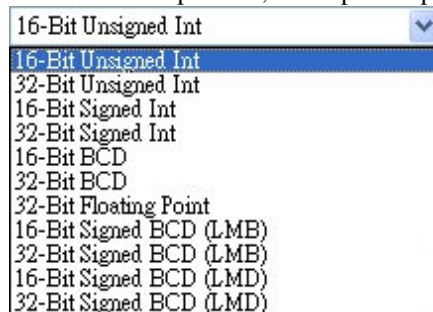 16-Bit Unsigned Int
16-Bit Unsigned Int
32-Bit Unsigned Int
16-Bit Signed Int
32-Bit Signed Int
16-Bit BCD
32-Bit BCD
32-Bit Floating Point
16-Bit Signed BCD (LMB)
32-Bit Signed BCD (LMB)
16-Bit Signed BCD (LMD)
32-Bit Signed BCD (LMD)